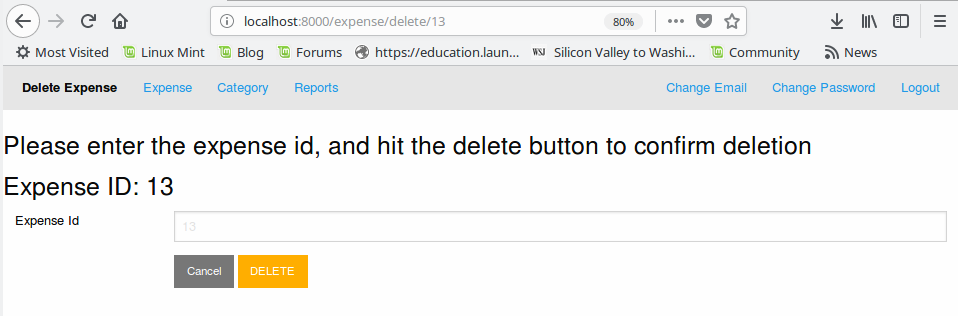 localhost:8000/expense/delete/13 80%
Most Visited Linux Mint Blog Forums https://education.laun... WSJ Silicon Valley to Washi... Community News
Delete Expense Expense Category Reports Change Email Change Password Logout
Please enter the expense id, and hit the delete button to confirm deletion
Expense ID: 13
Expense Id
13
Cancel DELETE